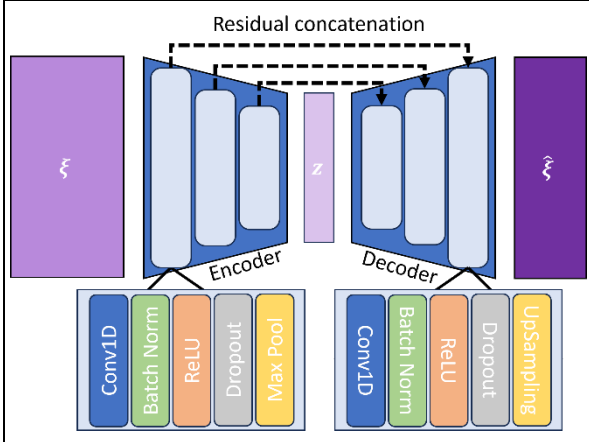 Residual concatenation
ξ
z
ξ̂
Encoder
Decoder
Conv1D
Batch Norm
ReLU
Dropout
Max Pool
Conv1D
Batch Norm
ReLU
Dropout
UpSampling